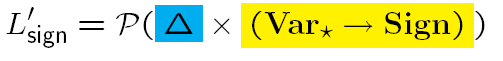 L′sign = 𝒫( Δ × (Var⋆ → Sign) )